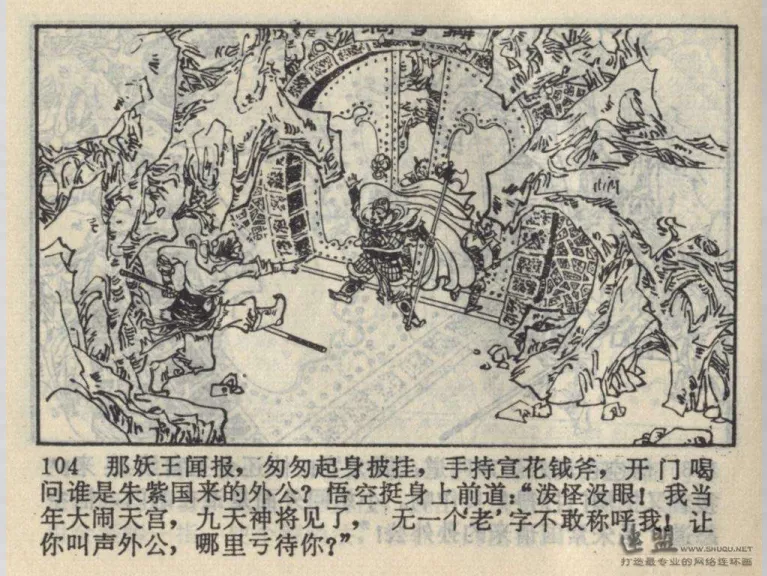 104 那妖王闻报，匆匆起身披挂，手持宣花钺斧，开门喝
问谁是朱紫国来的外公？悟空挺身上前道：“泼怪没眼！我当
年大闹天宫，九天神将见了，无一个‘老’字不敢称呼我！让
你叫声外公，哪里亏待你？”
连盟 WWW.SHUQU.NET
打造最专业的网络连环画